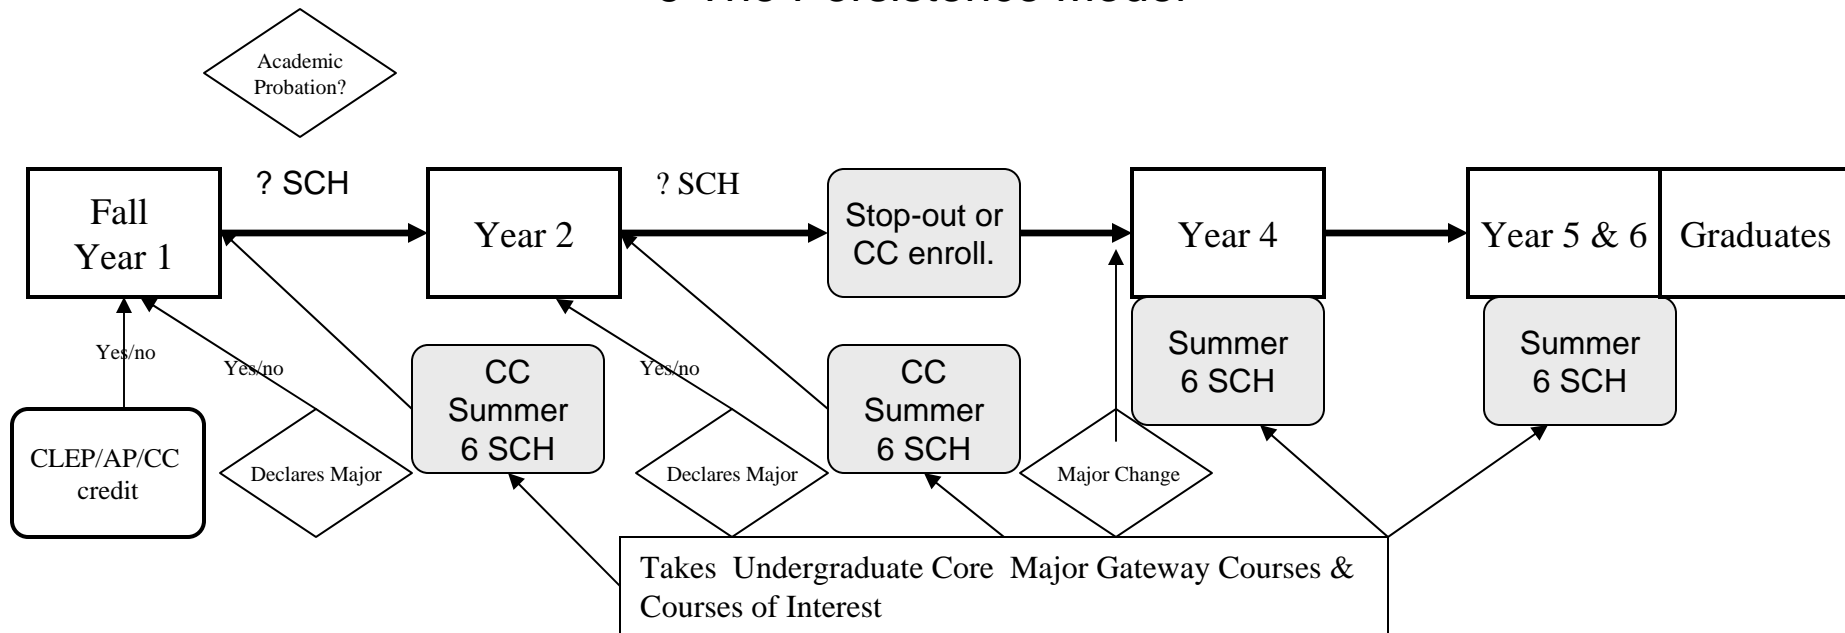 Academic
Probation?
? SCH
? SCH
Fall
Year 1
Year 2
Stop-out or
CC enroll.
Year 4
Year 5 & 6
Graduates
Yes/no
Yes/no
Yes/no
CC
Summer
6 SCH
CC
Summer
6 SCH
Summer
6 SCH
Summer
6 SCH
CLEP/AP/CC
credit
Declares Major
Declares Major
Major Change
Takes Undergraduate Core Major Gateway Courses &
Courses of Interest